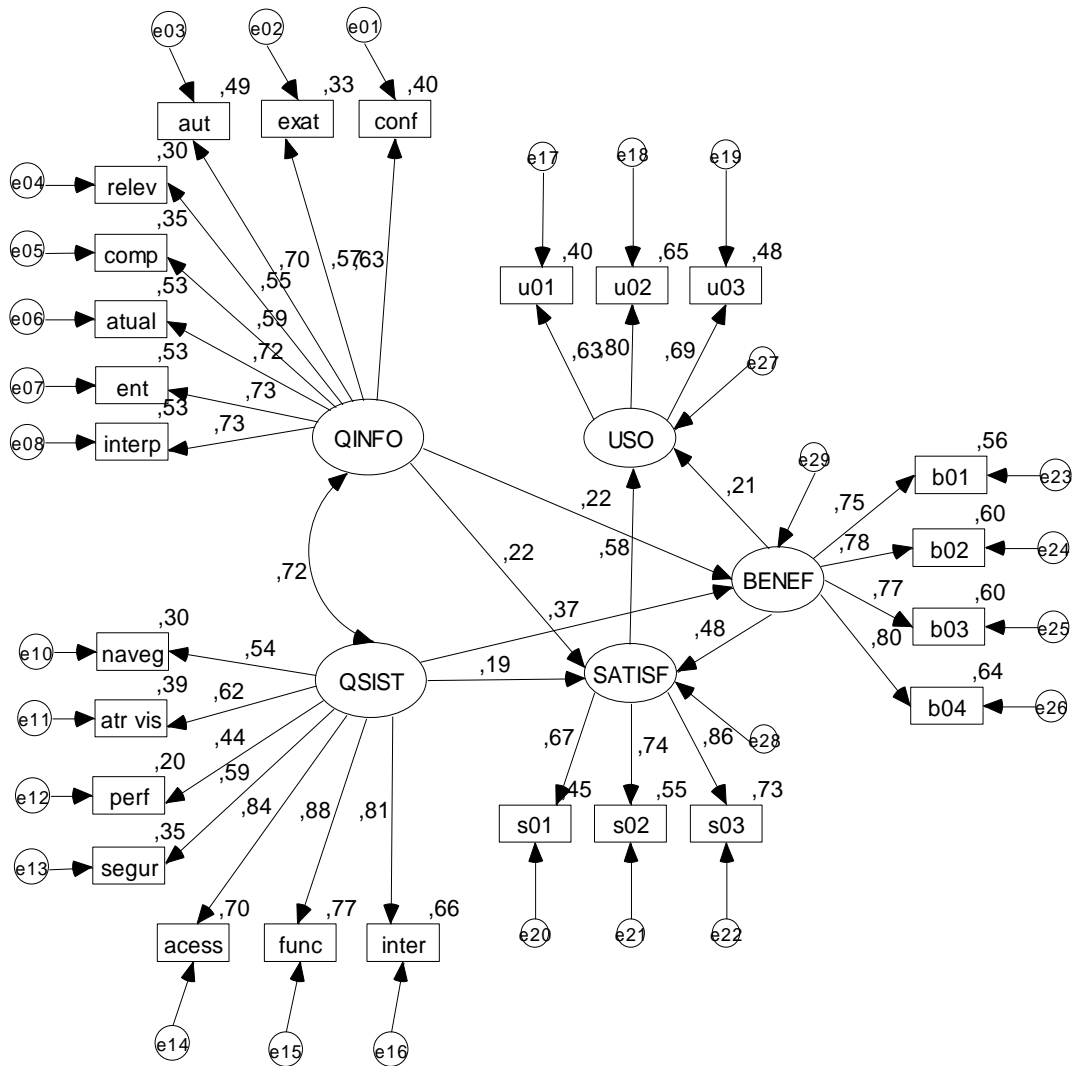 e03 e02 e01
,49 ,33 ,40
aut exat conf
,30
e04 relev
,35
e05 comp
,53
e06 atual
,53
e07 ent
,53
e08 interp
,70 ,57 ,63
,55
,59
,72
,73
,73
QINFO
e17 e18 e19
,40 ,65 ,48
u01 u02 u03
,63 ,80 ,69
e27
USO
e29
,21
,22
,22
,58
,72
,37
,48
,19
BENEF
,56
b01 e23
,75
,60
b02 e24
,78
,60
b03 e25
,77
,64
b04 e26
,80
QSIST
SATISF
e28
,30
e10 naveg
,54
,39
e11 atr vis
,62
,20
e12 perf
,44
,35
e13 segur
,59
,84 ,88 ,81
,70 ,77 ,66
acess func inter
e14 e15 e16
,67 ,74 ,86
,45 ,55 ,73
s01 s02 s03
e20 e21 e22